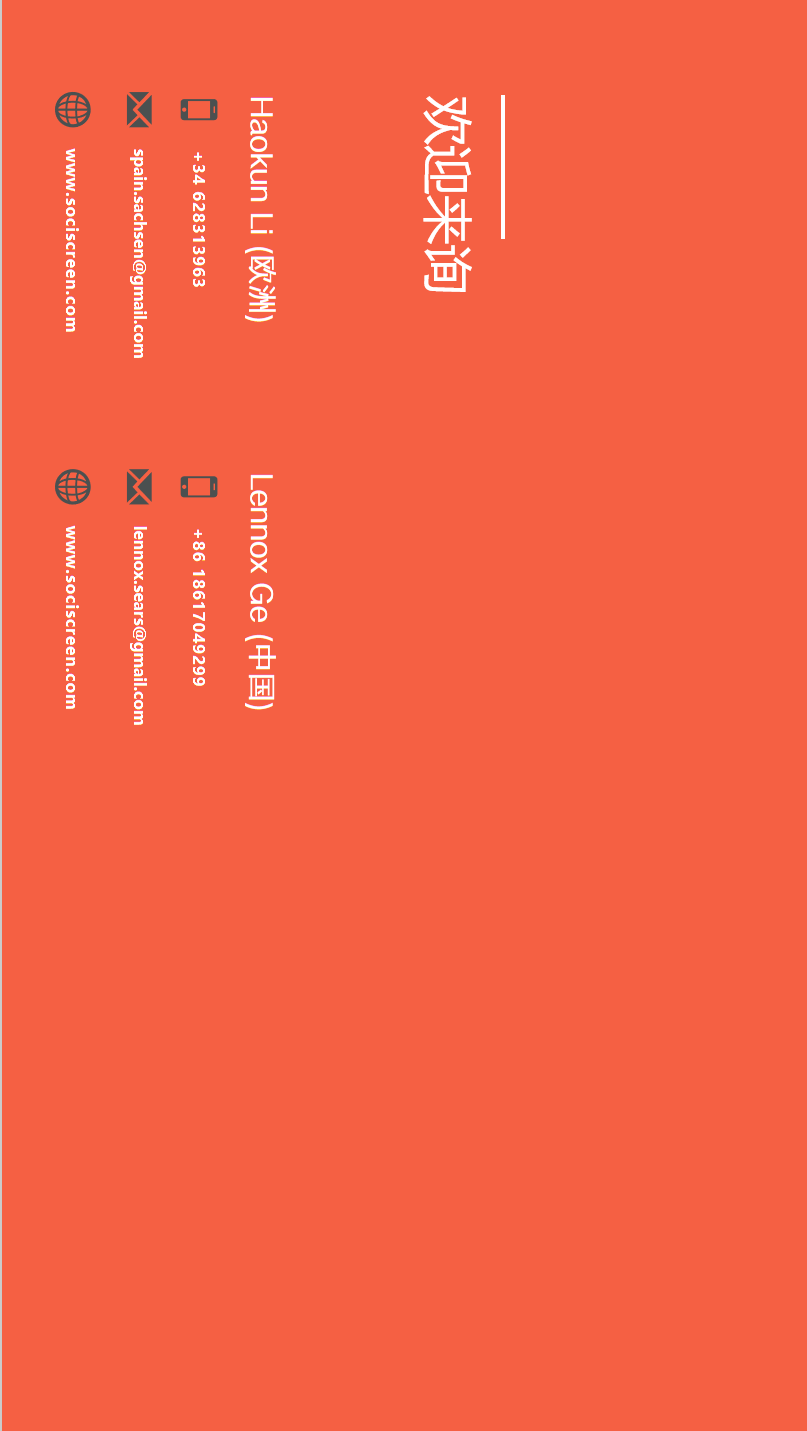 欢迎来询
Haokun Li (欧洲)
+34 628313963
spain.sachsen@gmail.com
www.sociscreen.com
Lennox Ge (中国)
+86 18617049299
lennox.sears@gmail.com
www.sociscreen.com